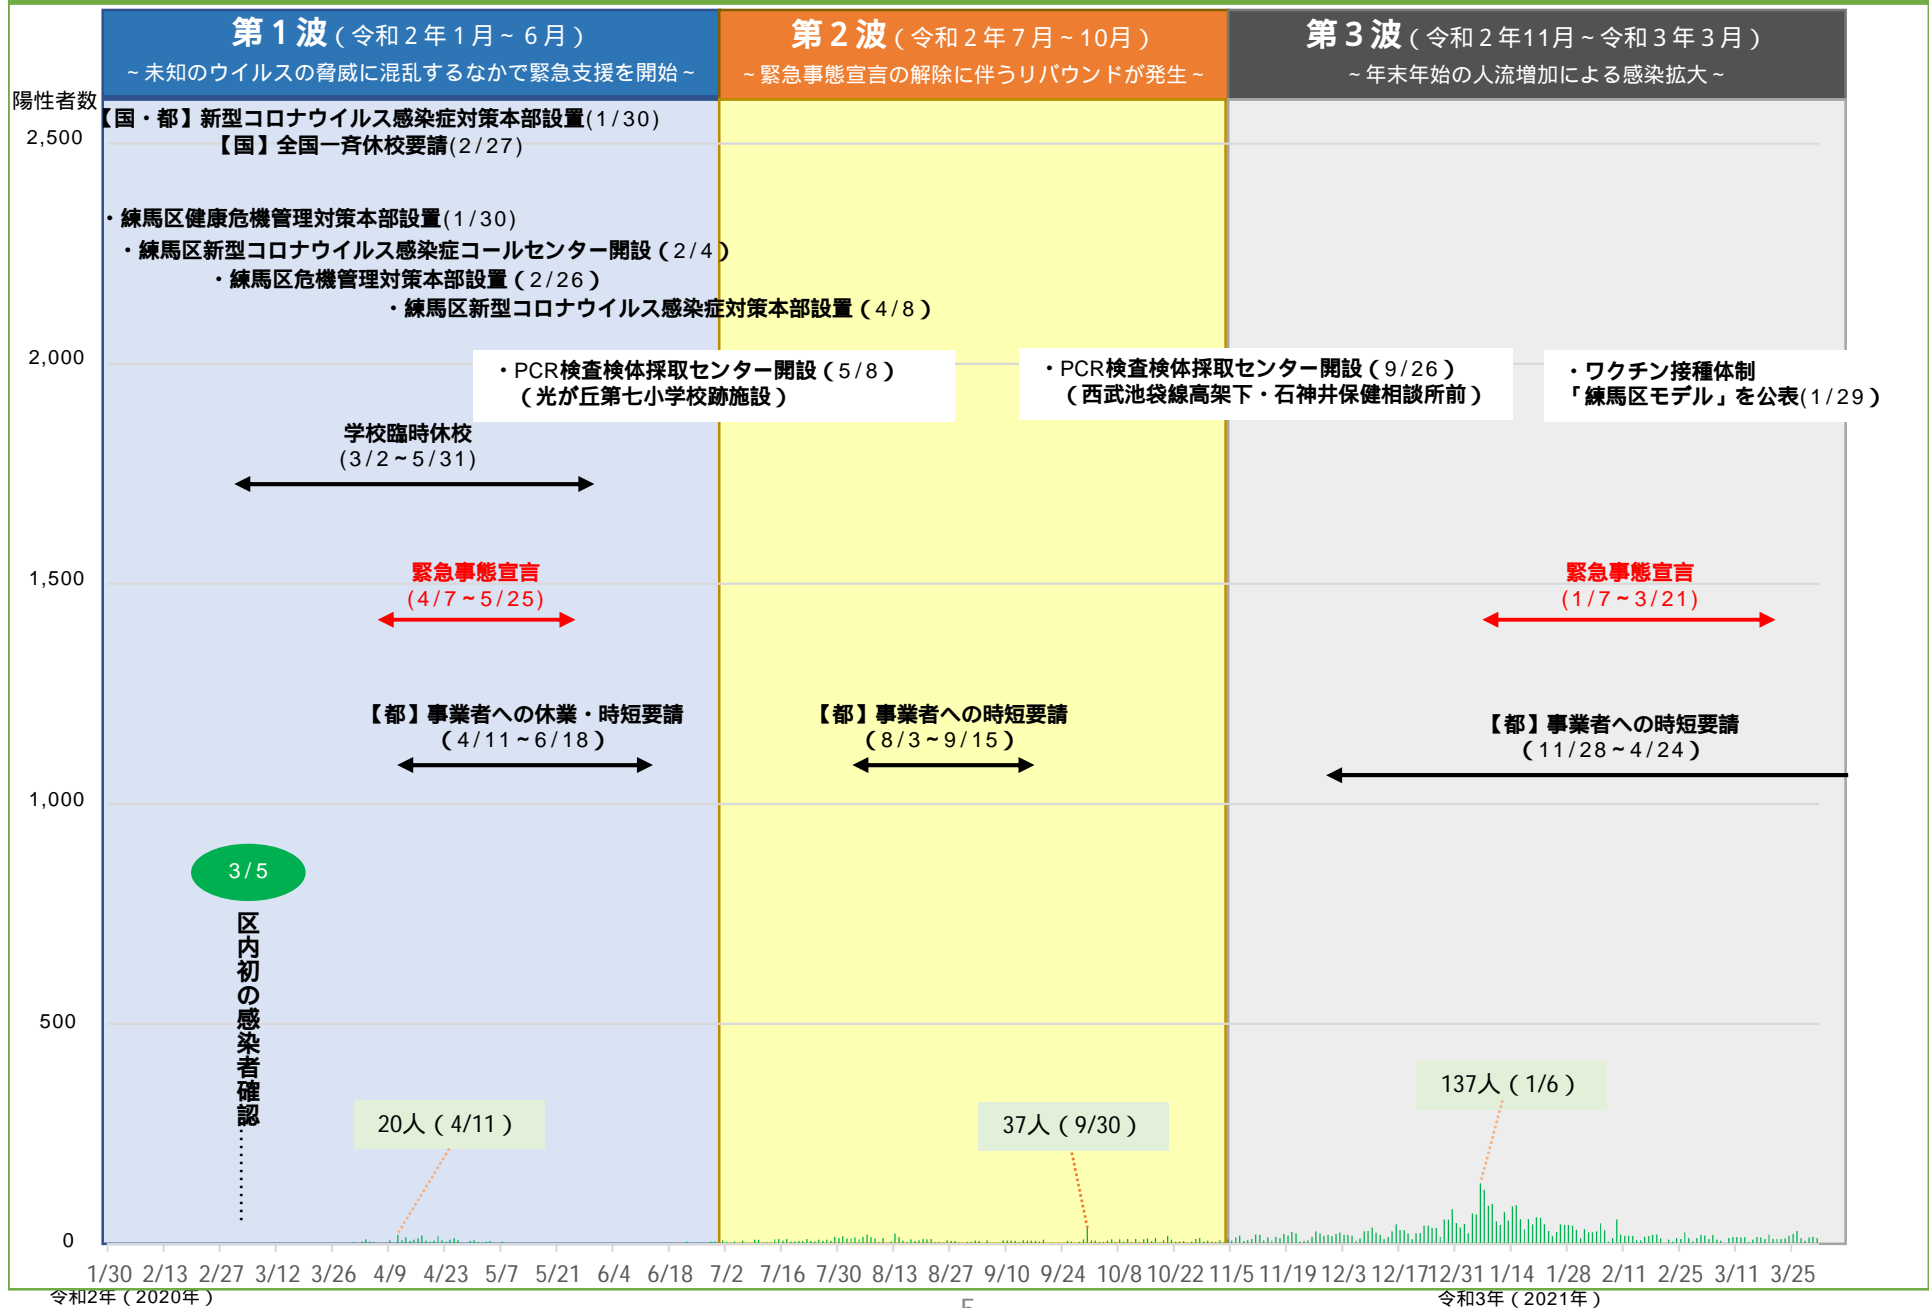 第1波(令和2年1月~6月)
~未知のウイルスの脅威に混乱するなかで緊急支援を開始~
第2波(令和2年7月~10月)
~緊急事態宣言の解除に伴うリバウンドが発生~
第3波(令和2年11月~令和3年3月)
~年末年始の人流増加による感染拡大~
陽性者数
2,500
2,000
1,500
1,000
500
0
【国・都】新型コロナウイルス感染症対策本部設置(1/30)
【国】全国一斉休校要請(2/27)
・練馬区健康危機管理対策本部設置(1/30)
・練馬区新型コロナウイルス感染症コールセンター開設(2/4)
・練馬区危機管理対策本部設置(2/26)
・練馬区新型コロナウイルス感染症対策本部設置(4/8)
・PCR検査検体採取センター開設(5/8)
(光が丘第七小学校跡施設)
・PCR検査検体採取センター開設(9/26)
(西武池袋線高架下・石神井保健相談所前)
・ワクチン接種体制
「練馬区モデル」を公表(1/29)
学校臨時休校
(3/2~5/31)
緊急事態宣言
(4/7~5/25)
緊急事態宣言
(1/7~3/21)
【都】事業者への休業・時短要請
(4/11~6/18)
【都】事業者への時短要請
(8/3~9/15)
【都】事業者への時短要請
(11/28~4/24)
3/5
区内初の感染者確認
20人(4/11)
37人(9/30)
137人(1/6)
1/30 2/13 2/27 3/12 3/26 4/9 4/23 5/7 5/21 6/4 6/18 7/2 7/16 7/30 8/13 8/27 9/10 9/24 10/8 10/22 11/5 11/19 12/3 12/17 12/31 1/14 1/28 2/11 2/25 3/11 3/25
令和2年(2020年)
令和3年(2021年)
5